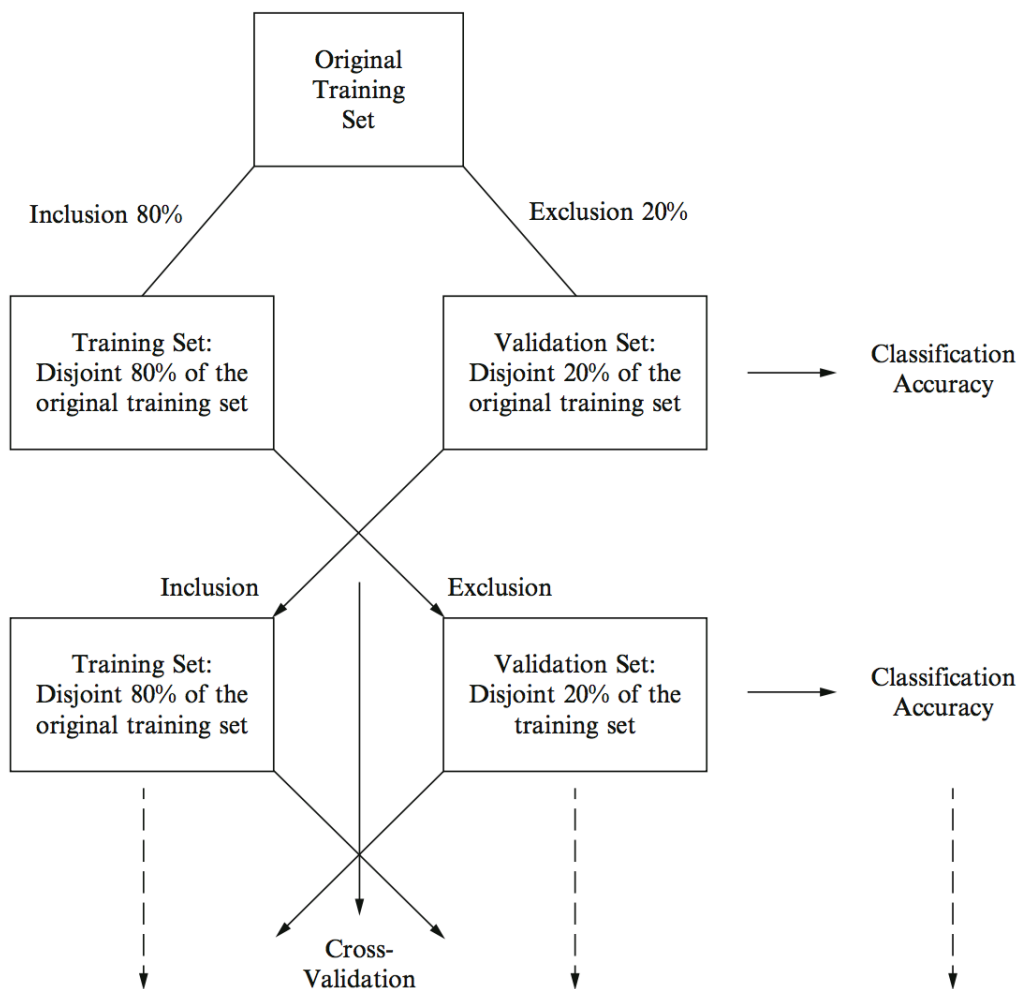 Original
Training
Set
Inclusion 80%
Exclusion 20%
Training Set:
Disjoint 80% of the
original training set
Validation Set:
Disjoint 20% of the
original training set
Classification
Accuracy
Inclusion
Exclusion
Training Set:
Disjoint 80% of the
original training set
Validation Set:
Disjoint 20% of the
training set
Classification
Accuracy
Cross-
Validation